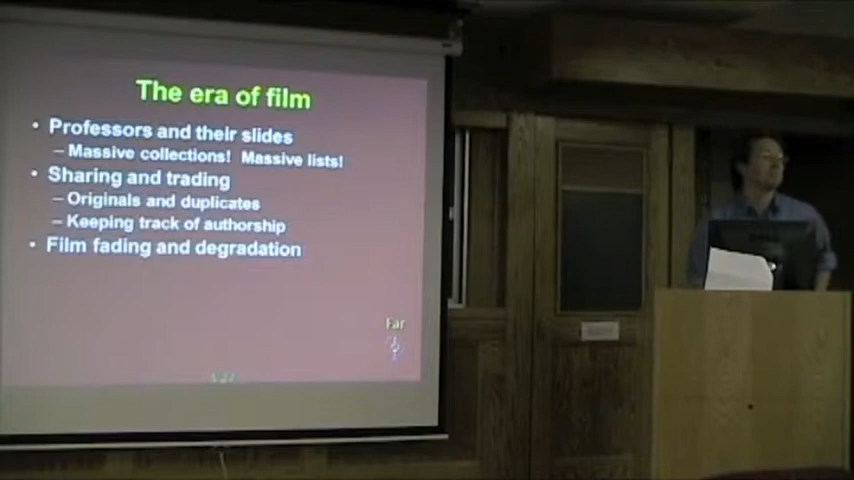 The era of film
• Professors and their slides
– Massive collections! Massive lists!
• Sharing and trading
– Originals and duplicates
– Keeping track of authorship
• Film fading and degradation
Far